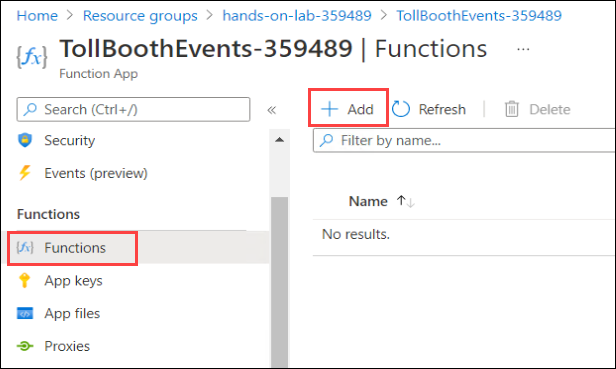 Home > Resource groups > hands-on-lab-359489 > TollBoothEvents-359489
{fx} TollBoothEvents-359489 | Functions ...
Function App
Search (Ctrl+/) «
Security
Events (preview)
Functions
{fx} Functions
App keys
App files
Proxies
+ Add Refresh | Delete
Filter by name...
Name ↑↓
No results.